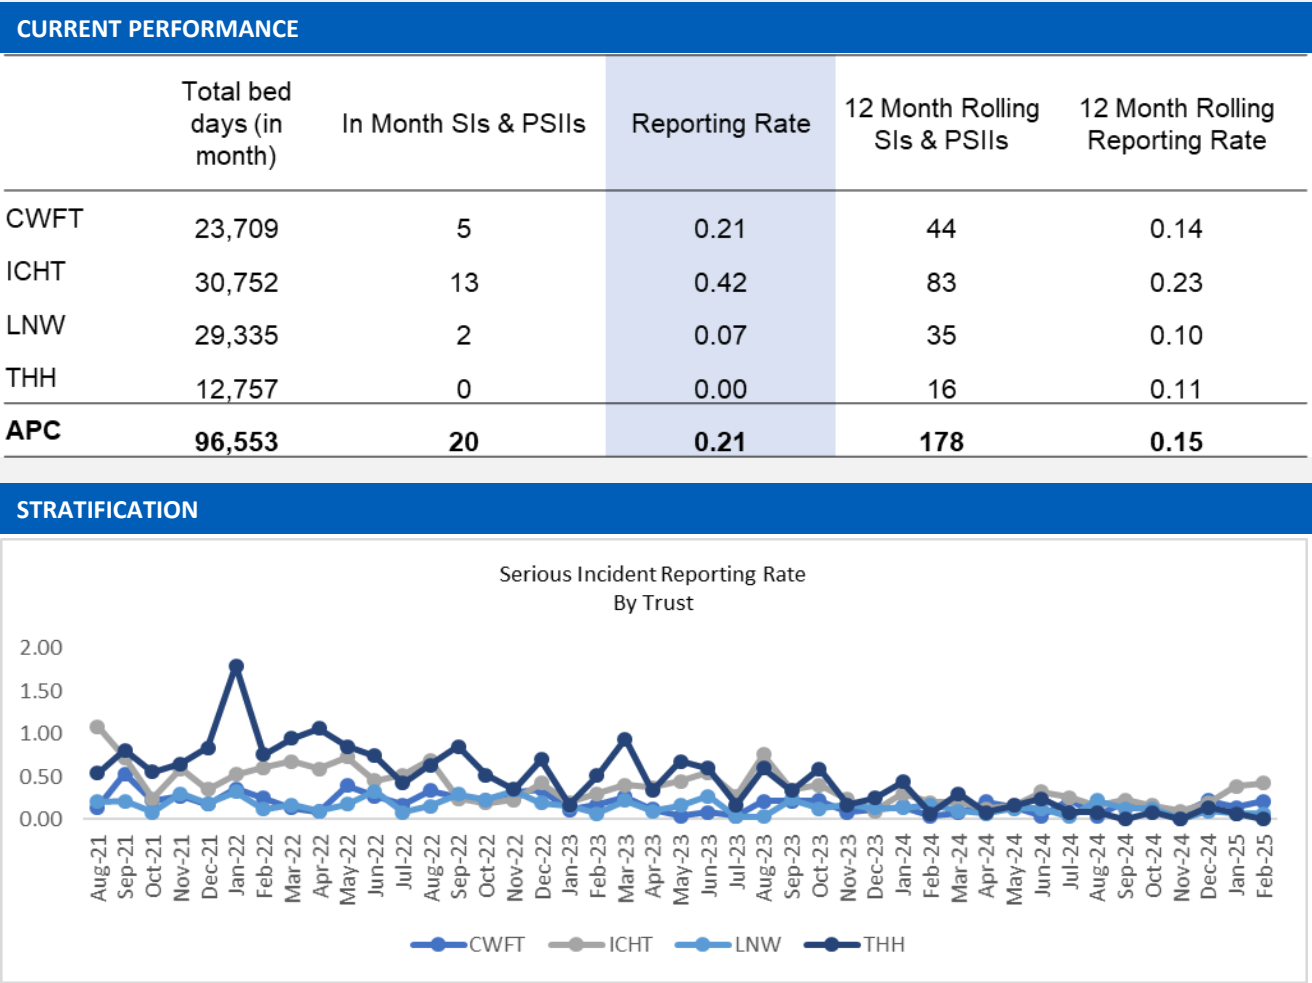 CURRENT PERFORMANCE
Total bed
days (in
month)
In Month SIs & PSIIs
Reporting Rate
12 Month Rolling
SIs & PSIIs
12 Month Rolling
Reporting Rate
CWFT 23,709 5 0.21 44 0.14
ICHT 30,752 13 0.42 83 0.23
LNW 29,335 2 0.07 35 0.10
THH 12,757 0 0.00 16 0.11
APC 96,553 20 0.21 178 0.15
STRATIFICATION
Serious Incident Reporting Rate
By Trust
2.00
1.50
1.00
0.50
0.00
Aug-21
Sep-21
Oct-21
Nov-21
Dec-21
Jan-22
Feb-22
Mar-22
Apr-22
May-22
Jun-22
Jul-22
Aug-22
Sep-22
Oct-22
Nov-22
Dec-22
Jan-23
Feb-23
Mar-23
Apr-23
May-23
Jun-23
Jul-23
Aug-23
Sep-23
Oct-23
Nov-23
Dec-23
Jan-24
Feb-24
Mar-24
Apr-24
May-24
Jun-24
Jul-24
Aug-24
Sep-24
Oct-24
Nov-24
Dec-24
Jan-25
Feb-25
CWFT ICHT LNW THH